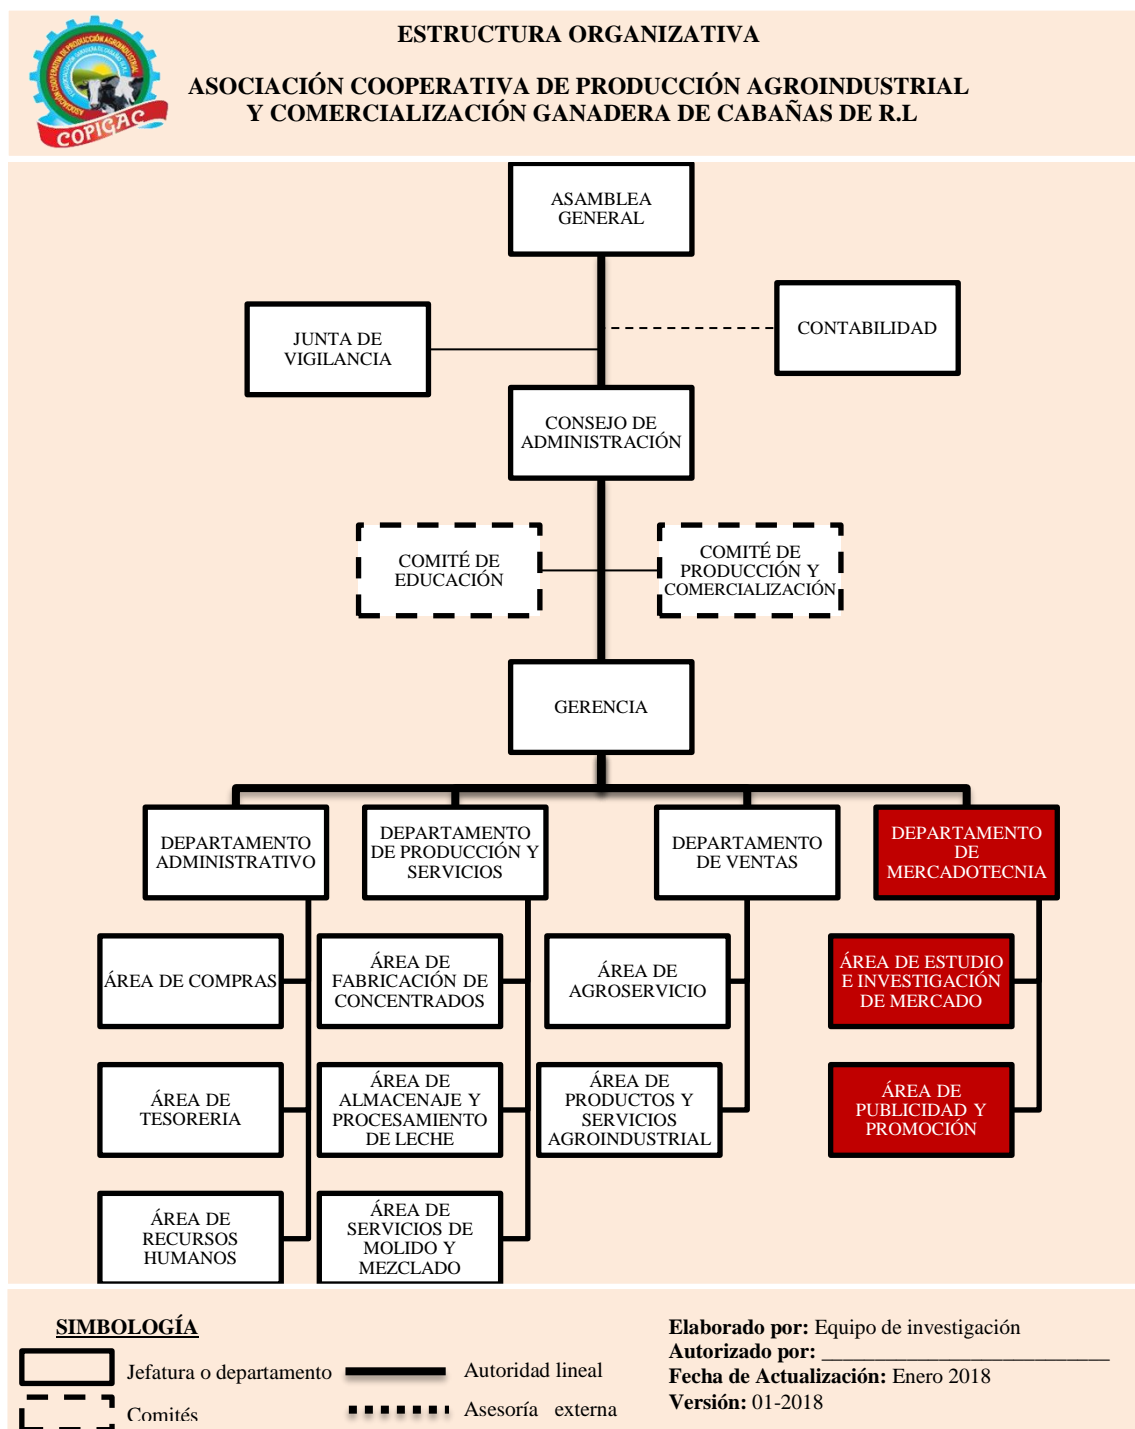 ESTRUCTURA ORGANIZATIVA
ASOCIACIÓN COOPERATIVA DE PRODUCCIÓN AGROINDUSTRIAL
Y COMERCIALIZACIÓN GANADERA DE CABAÑAS DE R.L
COPIGAC
ASAMBLEA
GENERAL
JUNTA DE
VIGILANCIA
CONTABILIDAD
CONSEJO DE
ADMINISTRACIÓN
COMITÉ DE
EDUCACIÓN
COMITÉ DE
PRODUCCIÓN Y
COMERCIALIZACIÓN
GERENCIA
DEPARTAMENTO
ADMINISTRATIVO
DEPARTAMENTO
DE PRODUCCIÓN Y
SERVICIOS
DEPARTAMENTO
DE VENTAS
DEPARTAMENTO
DE
MERCADOTECNIA
ÁREA DE COMPRAS
ÁREA DE
FABRICACIÓN DE
CONCENTRADOS
ÁREA DE
AGROSERVICIO
ÁREA DE ESTUDIO
E INVESTIGACIÓN
DE MERCADO
ÁREA DE
TESORERIA
ÁREA DE
ALMACENAJE Y
PROCESAMIENTO
DE LECHE
ÁREA DE
PRODUCTOS Y
SERVICIOS
AGROINDUSTRIAL
ÁREA DE
PUBLICIDAD Y
PROMOCIÓN
ÁREA DE
RECURSOS
HUMANOS
ÁREA DE
SERVICIOS DE
MOLIDO Y
MEZCLADO
SIMBOLOGÍA
Jefatura o departamento
Autoridad lineal
Comités
Asesoría externa
Elaborado por: Equipo de investigación
Autorizado por: ____________________________
Fecha de Actualización: Enero 2018
Versión: 01-2018